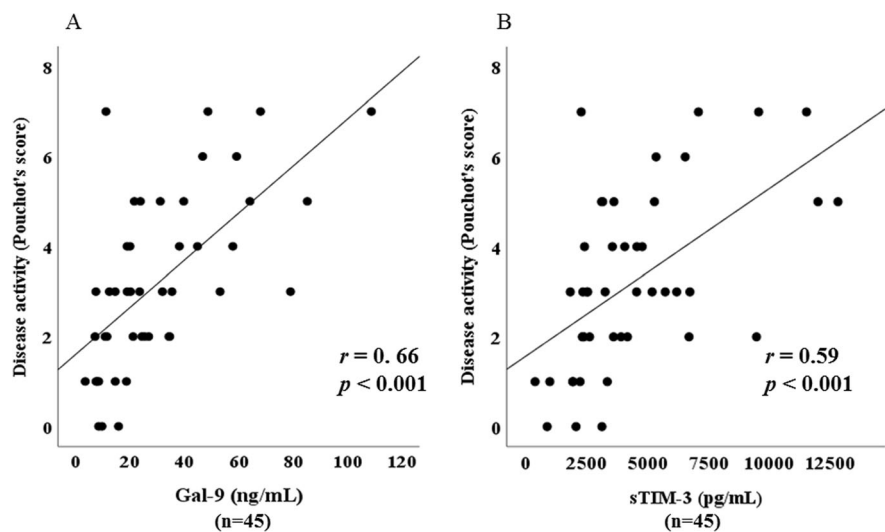 A
Disease activity (Pouchot's score)
8
6
4
2
0
r = 0. 66
p < 0.001
0 20 40 60 80 100 120
Gal-9 (ng/mL)
(n=45)
B
Disease activity (Pouchot's score)
8
6
4
2
0
r = 0.59
p < 0.001
0 2500 5000 7500 10000 12500
sTIM-3 (pg/mL)
(n=45)